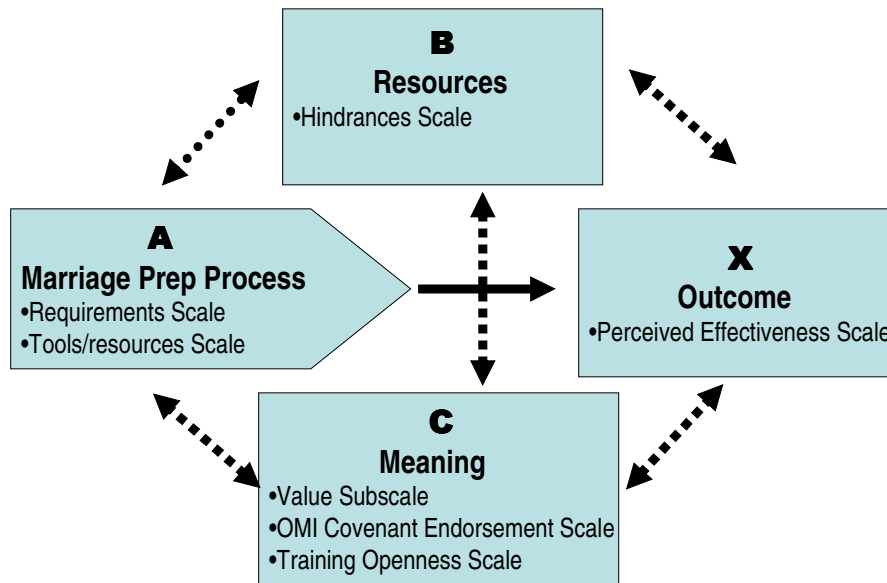 B
Resources
•Hindrances Scale
A
Marriage Prep Process
•Requirements Scale
•Tools/resources Scale
X
Outcome
•Perceived Effectiveness Scale
C
Meaning
•Value Subscale
•OMI Covenant Endorsement Scale
•Training Openness Scale